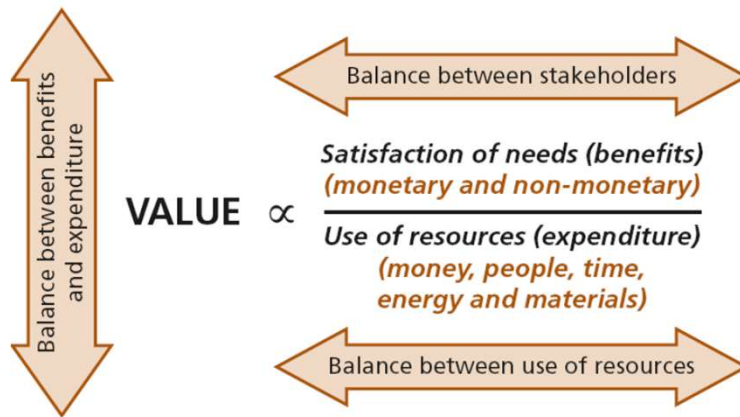 Balance between benefits
and expenditure
Balance between stakeholders
VALUE ∝
Satisfaction of needs (benefits)
(monetary and non-monetary)
Use of resources (expenditure)
(money, people, time,
energy and materials)
Balance between use of resources